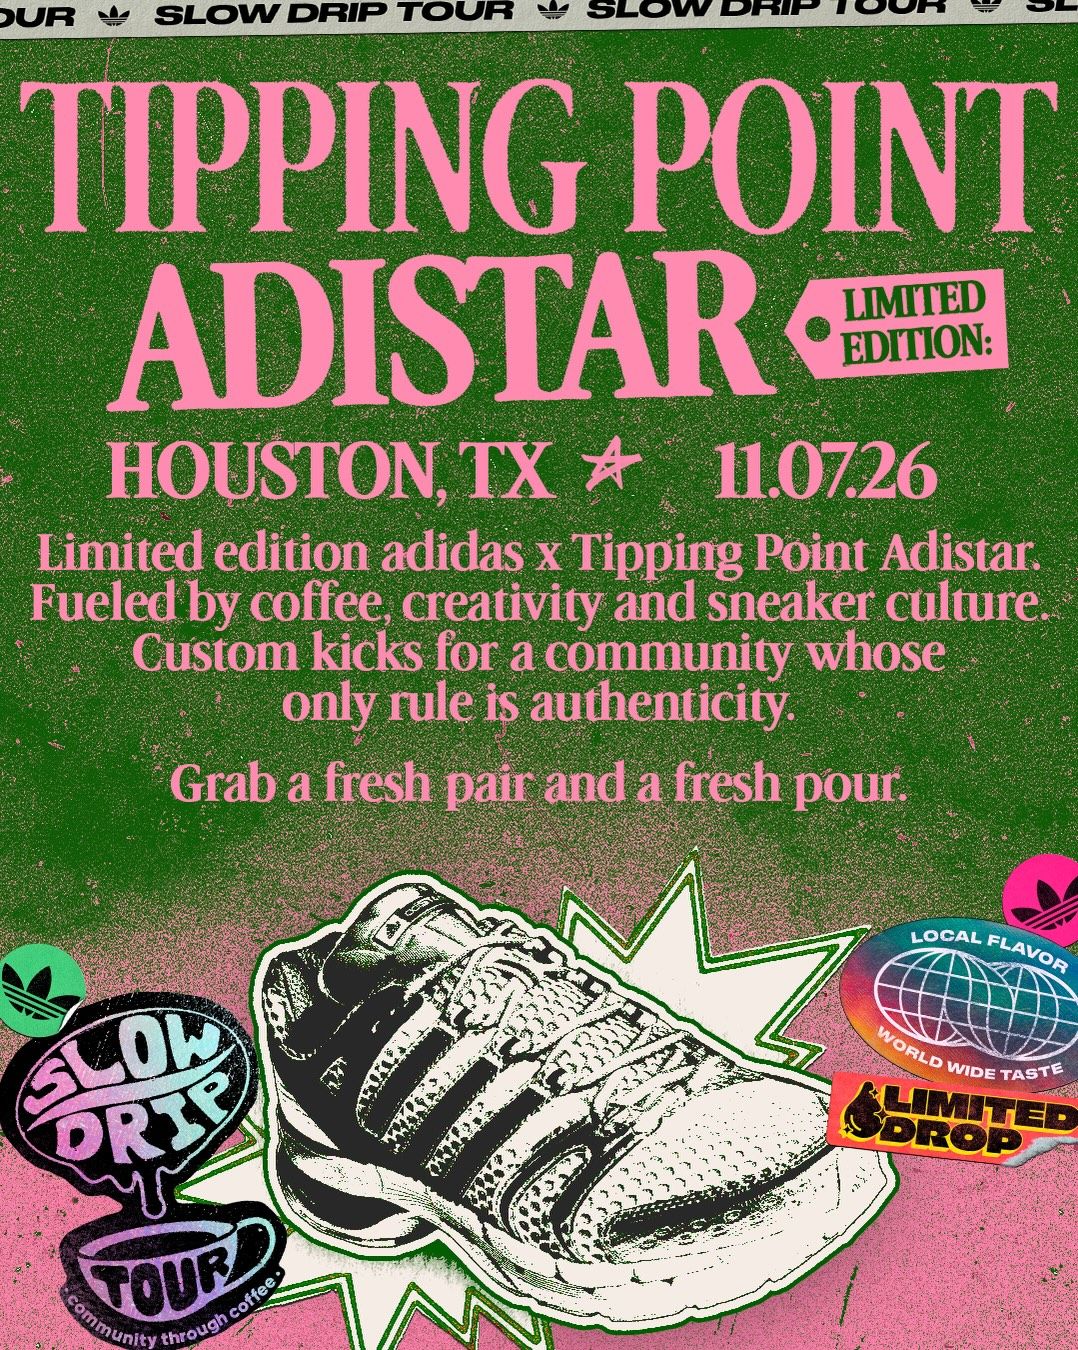 OUR SLOW DRIP TOUR SLOW DRIP TOUR SL
TIPPING POINT
ADISTAR
LIMITED
EDITION:
HOUSTON, TX 11.07.26
Limited edition adidas x Tipping Point Adistar.
Fueled by coffee, creativity and sneaker culture.
Custom kicks for a community whose
only rule is authenticity.
Grab a fresh pair and a fresh pour.
LOCAL FLAVOR
WORLD WIDE TASTE
LIMITED
DROP
SLOW
DRIP
TOUR
community through coffee.